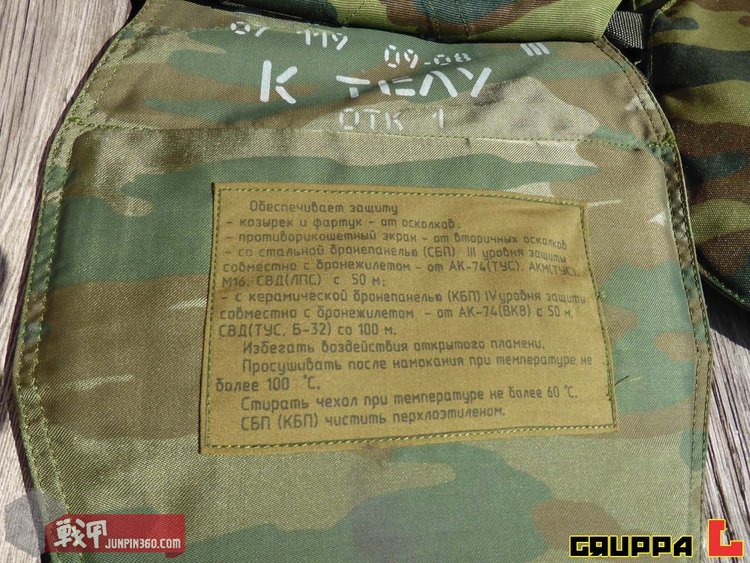 07-119 09-08 III
К ТЕЛУ
ОТК 1
Обеспечивает защиту
- козырек и фартук - от осколков;
- противорикошетный экран - от вторичных осколков
- со стальной бронепанелью (СБП) III уровня защиты
совместно с бронежилетом - от АК-74(ТУС), АКМ(ТУС),
М16, СВД(ЛПС) с 50 м;
- с керамической бронепанелью (КБП) IV уровня защиты
совместно с бронежилетом - от АК-74(ВК8) с 50 м,
СВД(ТУС, Б-32) со 100 м.
Избегать воздействия открытого пламени.
Просушивать после намокания при температуре не
более 100 °С.
Стирать чехол при температуре не более 60 °С.
СБП (КБП) чистить перхлоэтиленом.
戦甲 JUNPIN360.COM
GRUPPA L